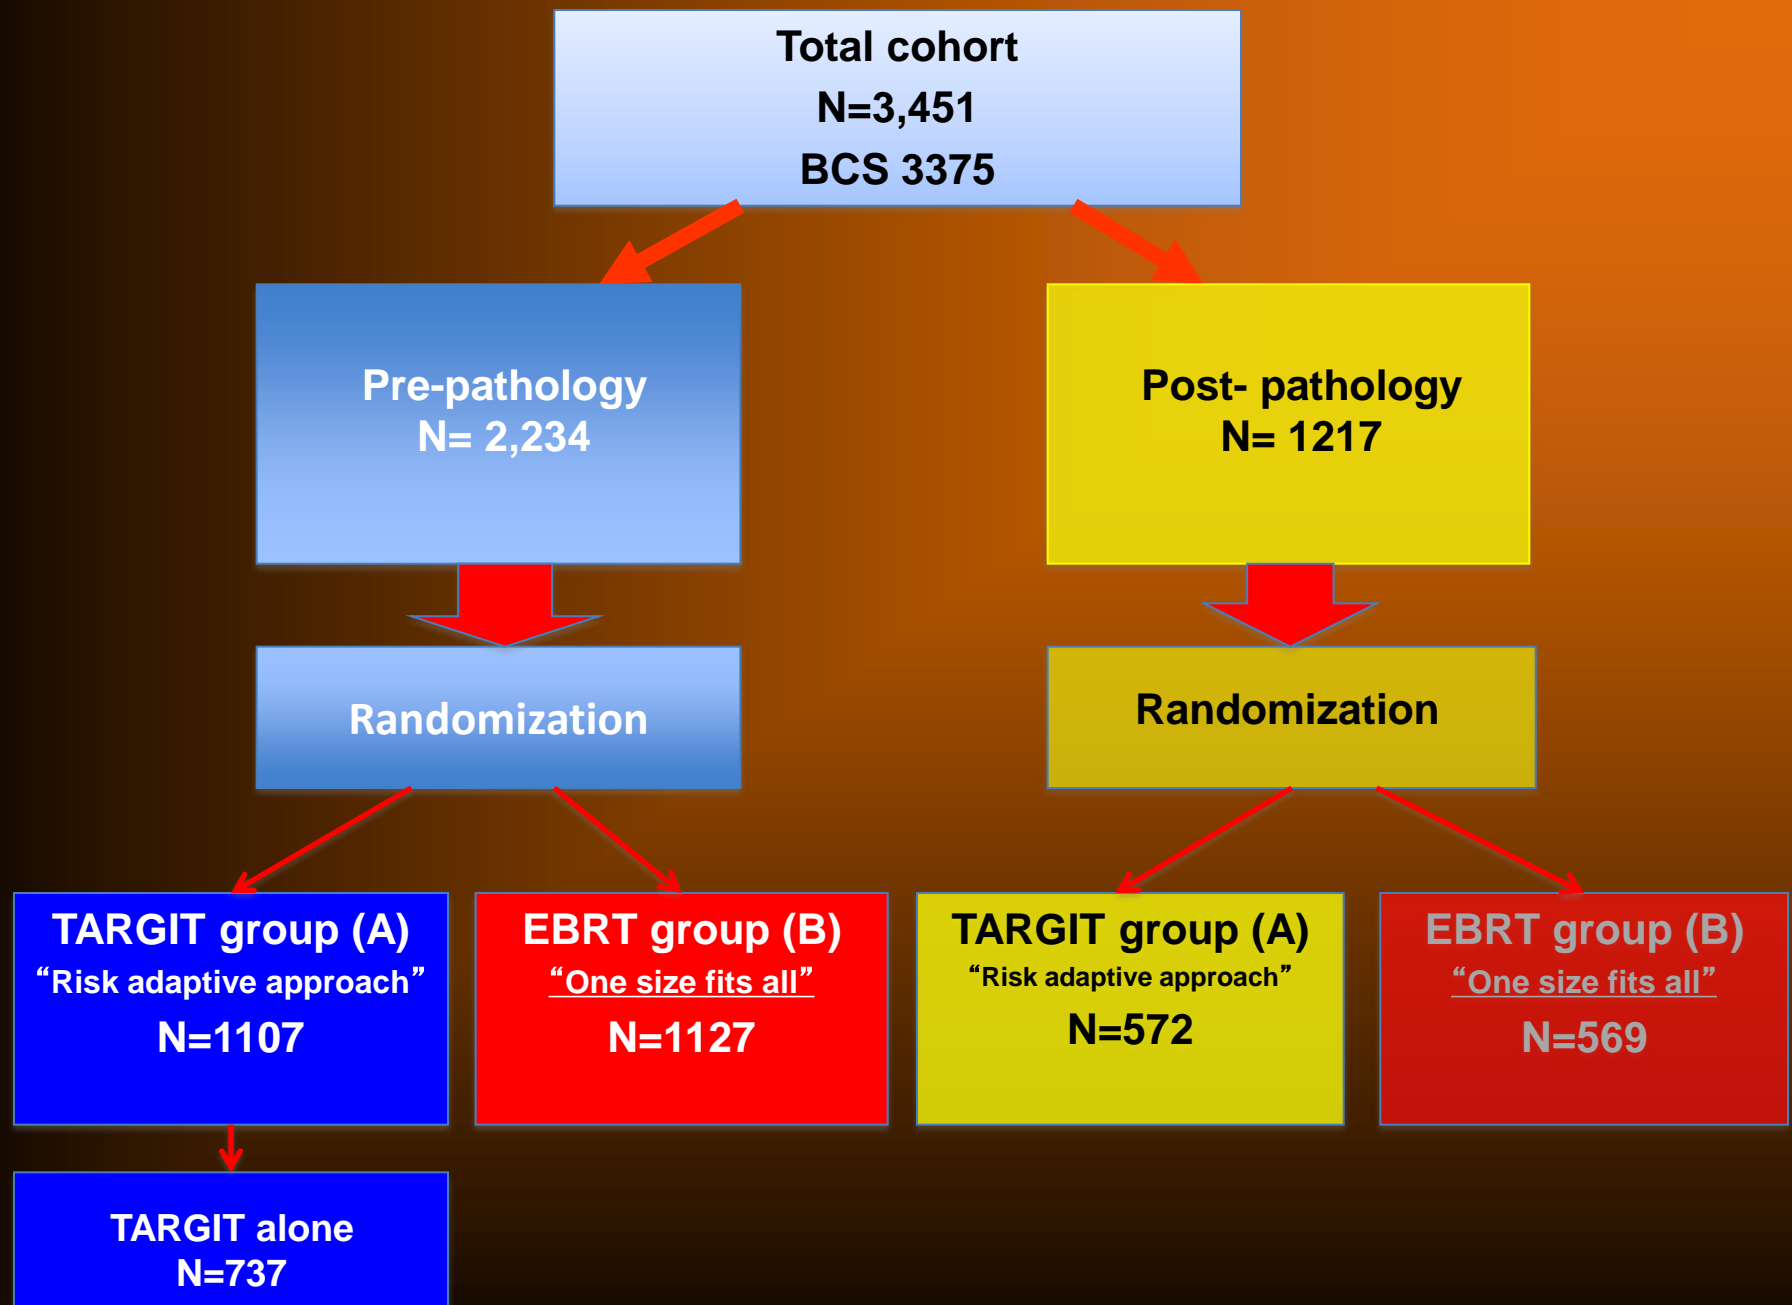 Total cohort
N=3,451
BCS 3375
Pre-pathology
N= 2,234
Post- pathology
N= 1217
Randomization
Randomization
TARGIT group (A)
“Risk adaptive approach”
N=1107
EBRT group (B)
“One size fits all”
N=1127
TARGIT group (A)
“Risk adaptive approach”
N=572
EBRT group (B)
“One size fits all”
N=569
TARGIT alone
N=737